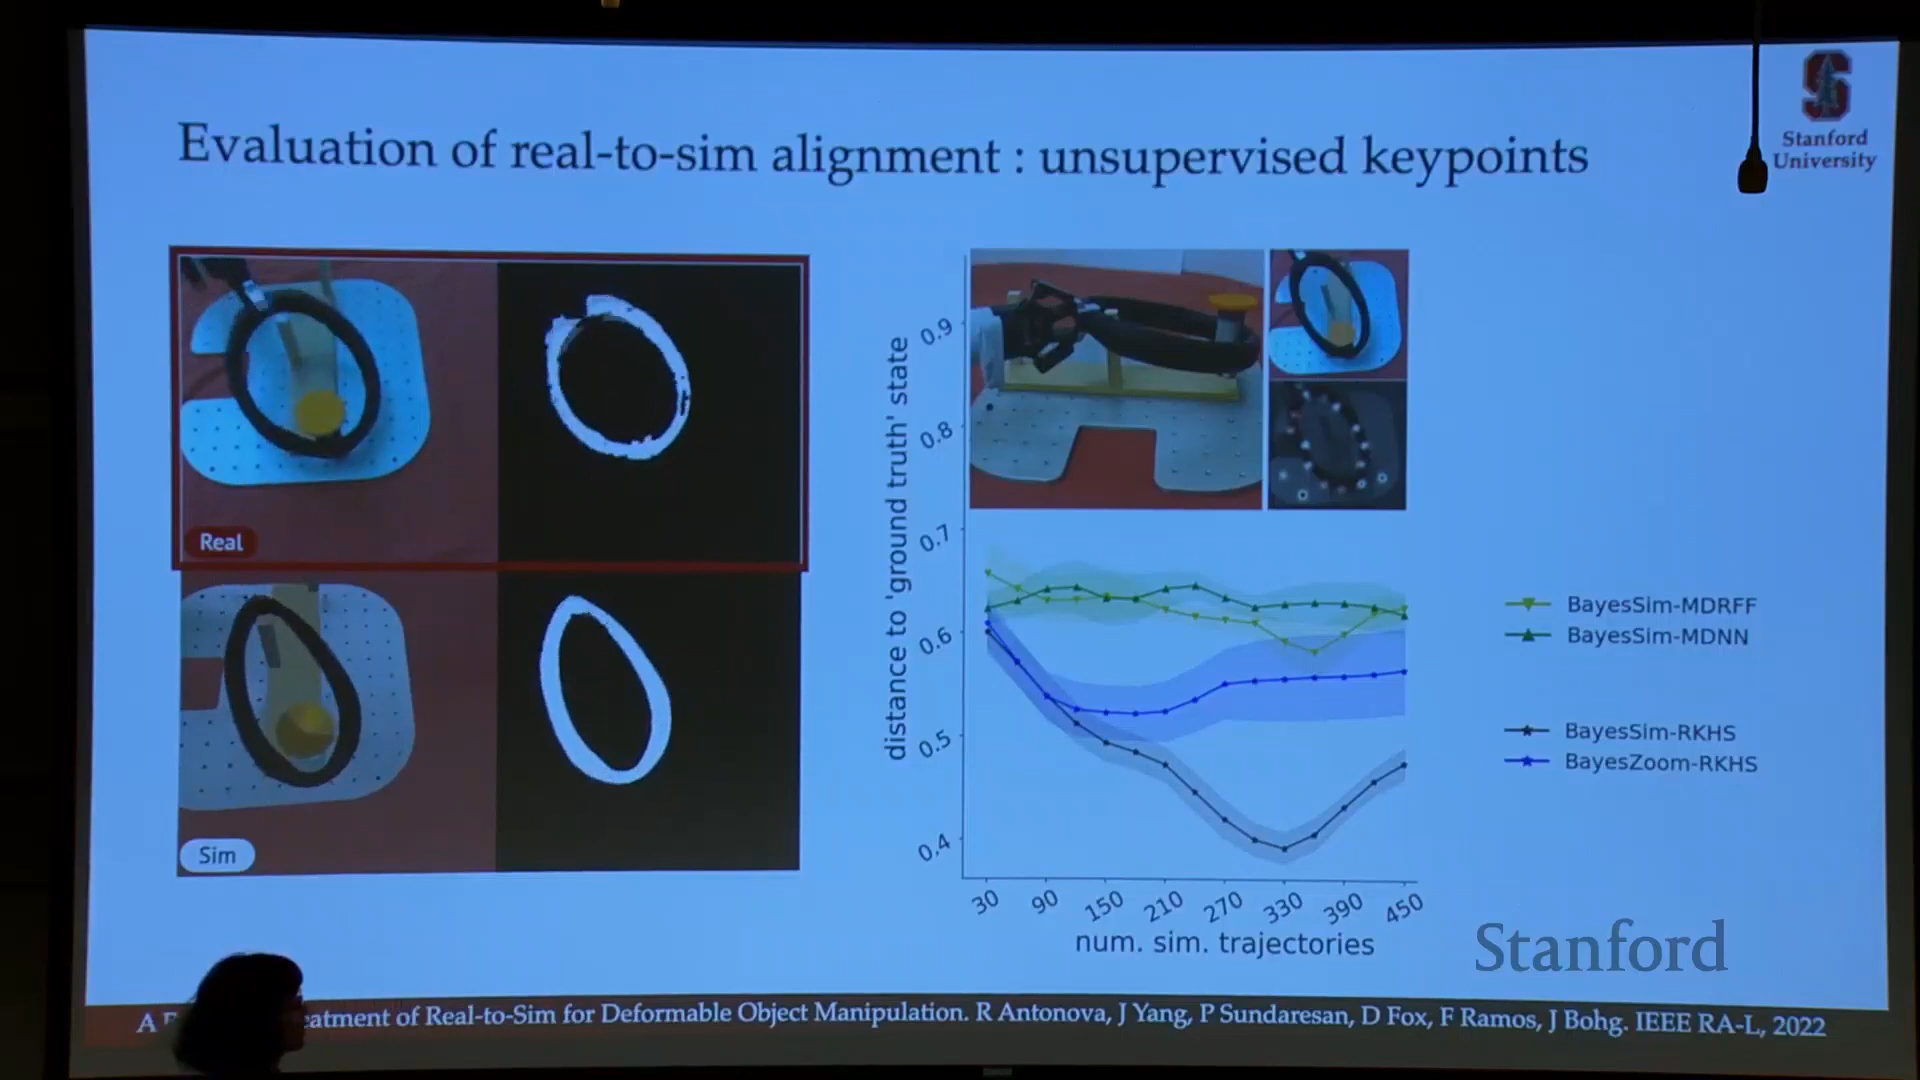 Evaluation of real-to-sim alignment : unsupervised keypoints
Stanford
University
Real
Sim
distance to 'ground truth' state
0.9
0.8
0.7
0.6
0.5
0.4
30 90 150 210 270 330 390 450
num. sim. trajectories
BayesSim-MDRFF
BayesSim-MDNN
BayesSim-RKHS
BayesZoom-RKHS
Stanford
A eatment of Real-to-Sim for Deformable Object Manipulation. R Antonova, J Yang, P Sundaresan, D Fox, F Ramos, J Bohg. IEEE RA-L, 2022